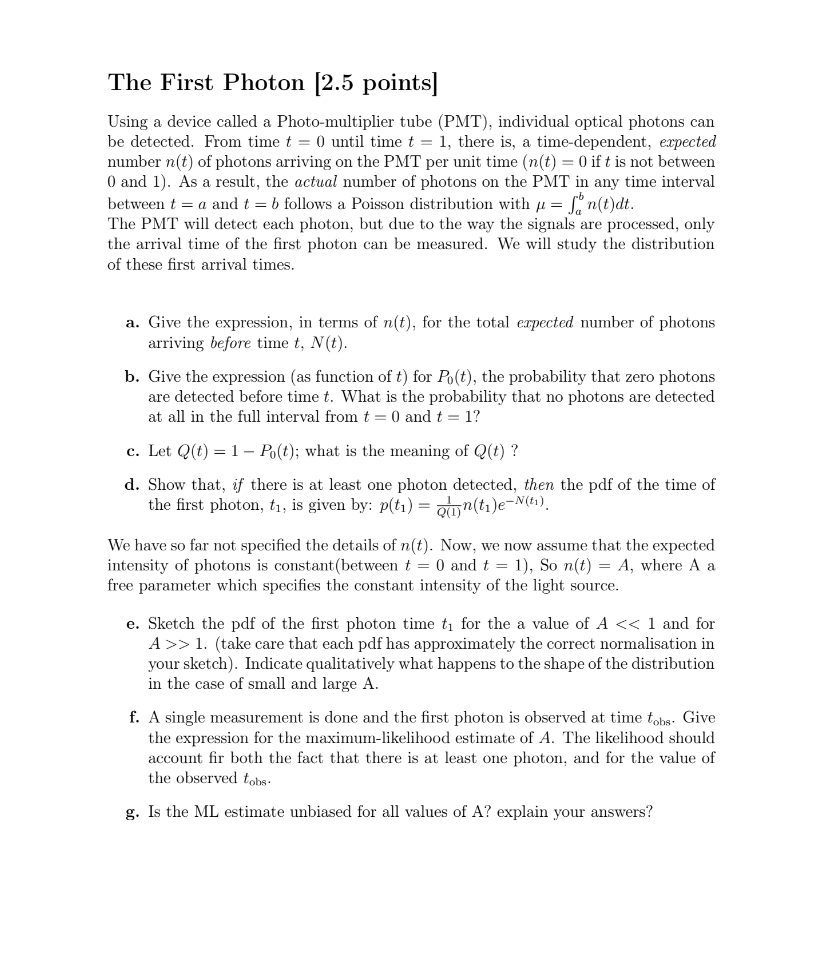 The First Photon [2.5 points]
Using a device called a Photo-multiplier tube (PMT), individual optical photons can
be detected. From time t = 0 until time t = 1, there is, a time-dependent, expected
number n(t) of photons arriving on the PMT per unit time (n(t) = 0 if t is not between
0 and 1). As a result, the actual number of photons on the PMT in any time interval
between t = a and t = b follows a Poisson distribution with μ = ∫_a^b n(t)dt.
The PMT will detect each photon, but due to the way the signals are processed, only
the arrival time of the first photon can be measured. We will study the distribution
of these first arrival times.
a. Give the expression, in terms of n(t), for the total expected number of photons
arriving before time t, N(t).
b. Give the expression (as function of t) for P₀(t), the probability that zero photons
are detected before time t. What is the probability that no photons are detected
at all in the full interval from t = 0 and t = 1?
c. Let Q(t) = 1 − P₀(t); what is the meaning of Q(t) ?
d. Show that, if there is at least one photon detected, then the pdf of the time of
the first photon, t₁, is given by: p(t₁) = 1/Q(1) n(t₁)e^{−N(t₁)}.
We have so far not specified the details of n(t). Now, we now assume that the expected
intensity of photons is constant(between t = 0 and t = 1), So n(t) = A, where A a
free parameter which specifies the constant intensity of the light source.
e. Sketch the pdf of the first photon time t₁ for the a value of A << 1 and for
A >> 1. (take care that each pdf has approximately the correct normalisation in
your sketch). Indicate qualitatively what happens to the shape of the distribution
in the case of small and large A.
f. A single measurement is done and the first photon is observed at time t_obs. Give
the expression for the maximum-likelihood estimate of A. The likelihood should
account fir both the fact that there is at least one photon, and for the value of
the observed t_obs.
g. Is the ML estimate unbiased for all values of A? explain your answers?